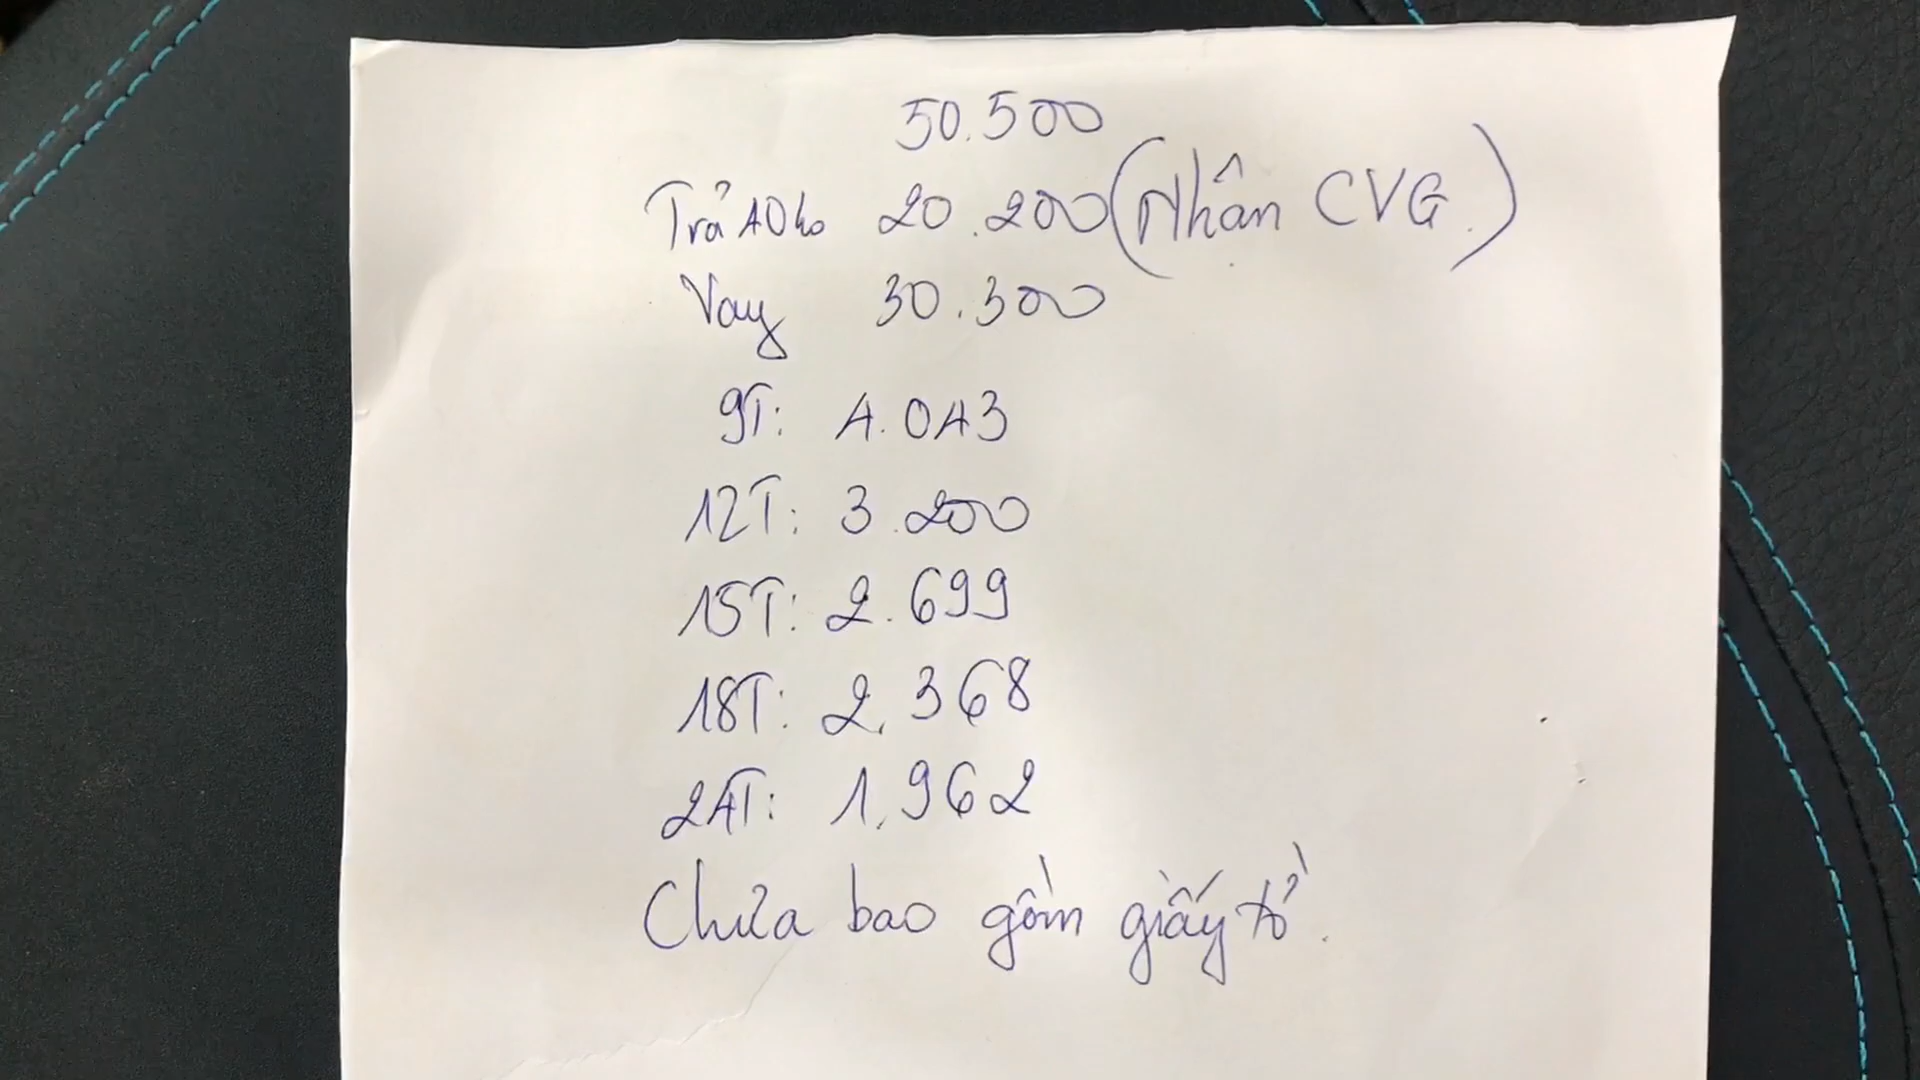 50.500
Trả 40% 20.200 (Nhận CVG.)
Vay 30.300
9T: 4.043
12T: 3.200
15T: 2.699
18T: 2.368
24T: 1.962
Chưa bao gồm giấy tờ.